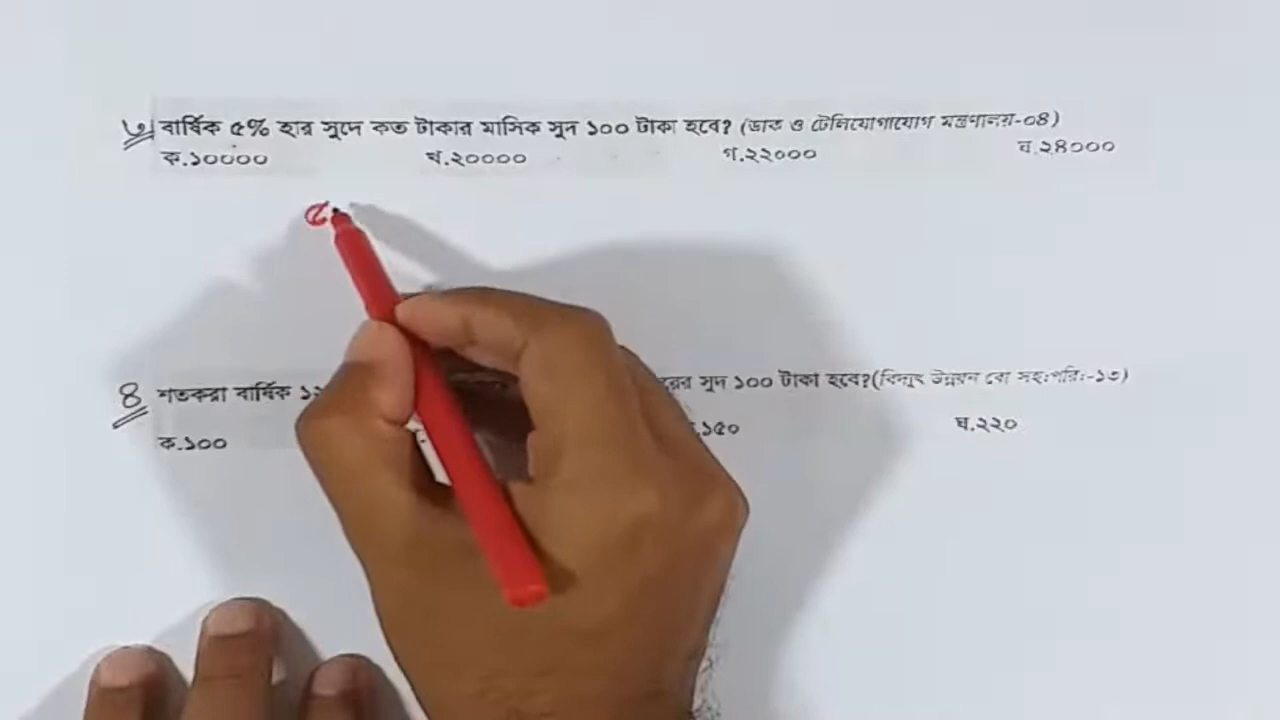 ৩ বার্ষিক ৫% হার সুদে কত টাকার মাসিক সুদ ১০০ টাকা হবে? (ডাক ও টেলিযোগাযোগ মন্ত্রণালয়-০৪)
ক.১০০০০ খ.২০০০০ গ.২২০০০ ঘ.২৪০০০
৫
৪ শতকরা বার্ষিক সুদ ১০০ টাকা হবে?(বিদ্যুৎ উন্নয়ন বো সহ:পরি:-১৩)
ক.১০০ .১৫০ ঘ.২২০